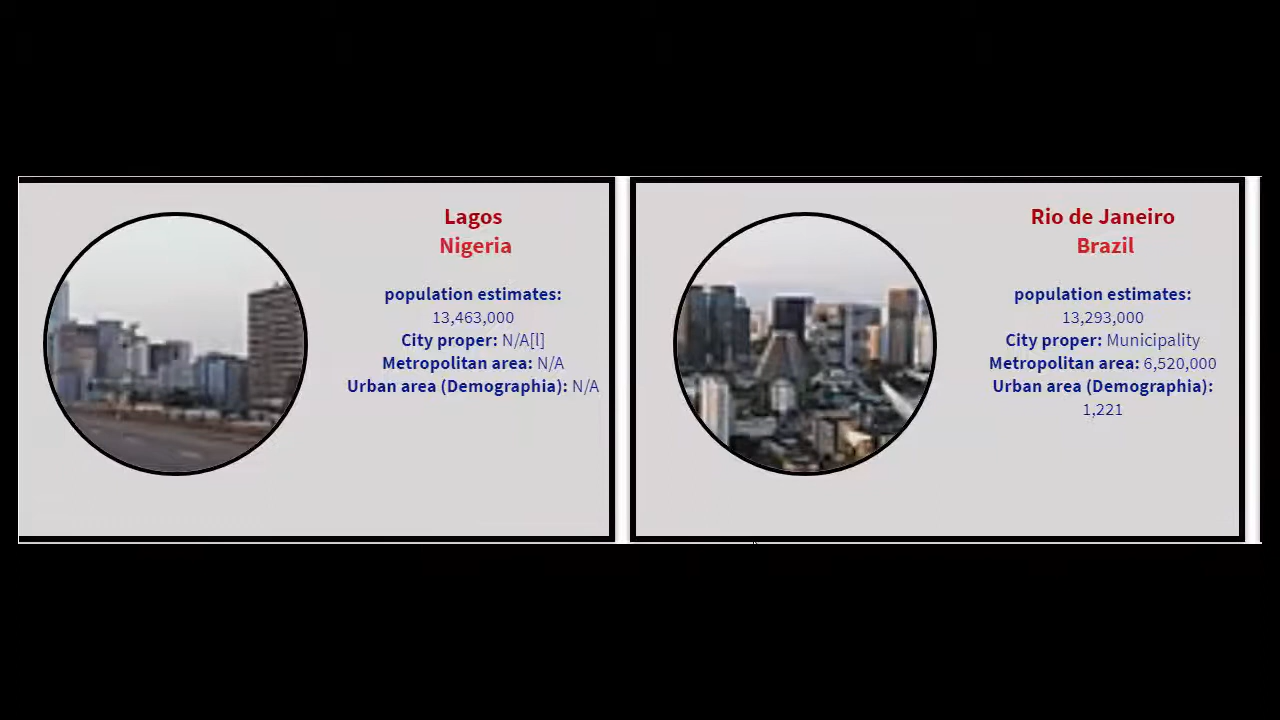 Lagos
Nigeria
population estimates:
13,463,000
City proper: N/A[l]
Metropolitan area: N/A
Urban area (Demographia): N/A
Rio de Janeiro
Brazil
population estimates:
13,293,000
City proper: Municipality
Metropolitan area: 6,520,000
Urban area (Demographia):
1,221